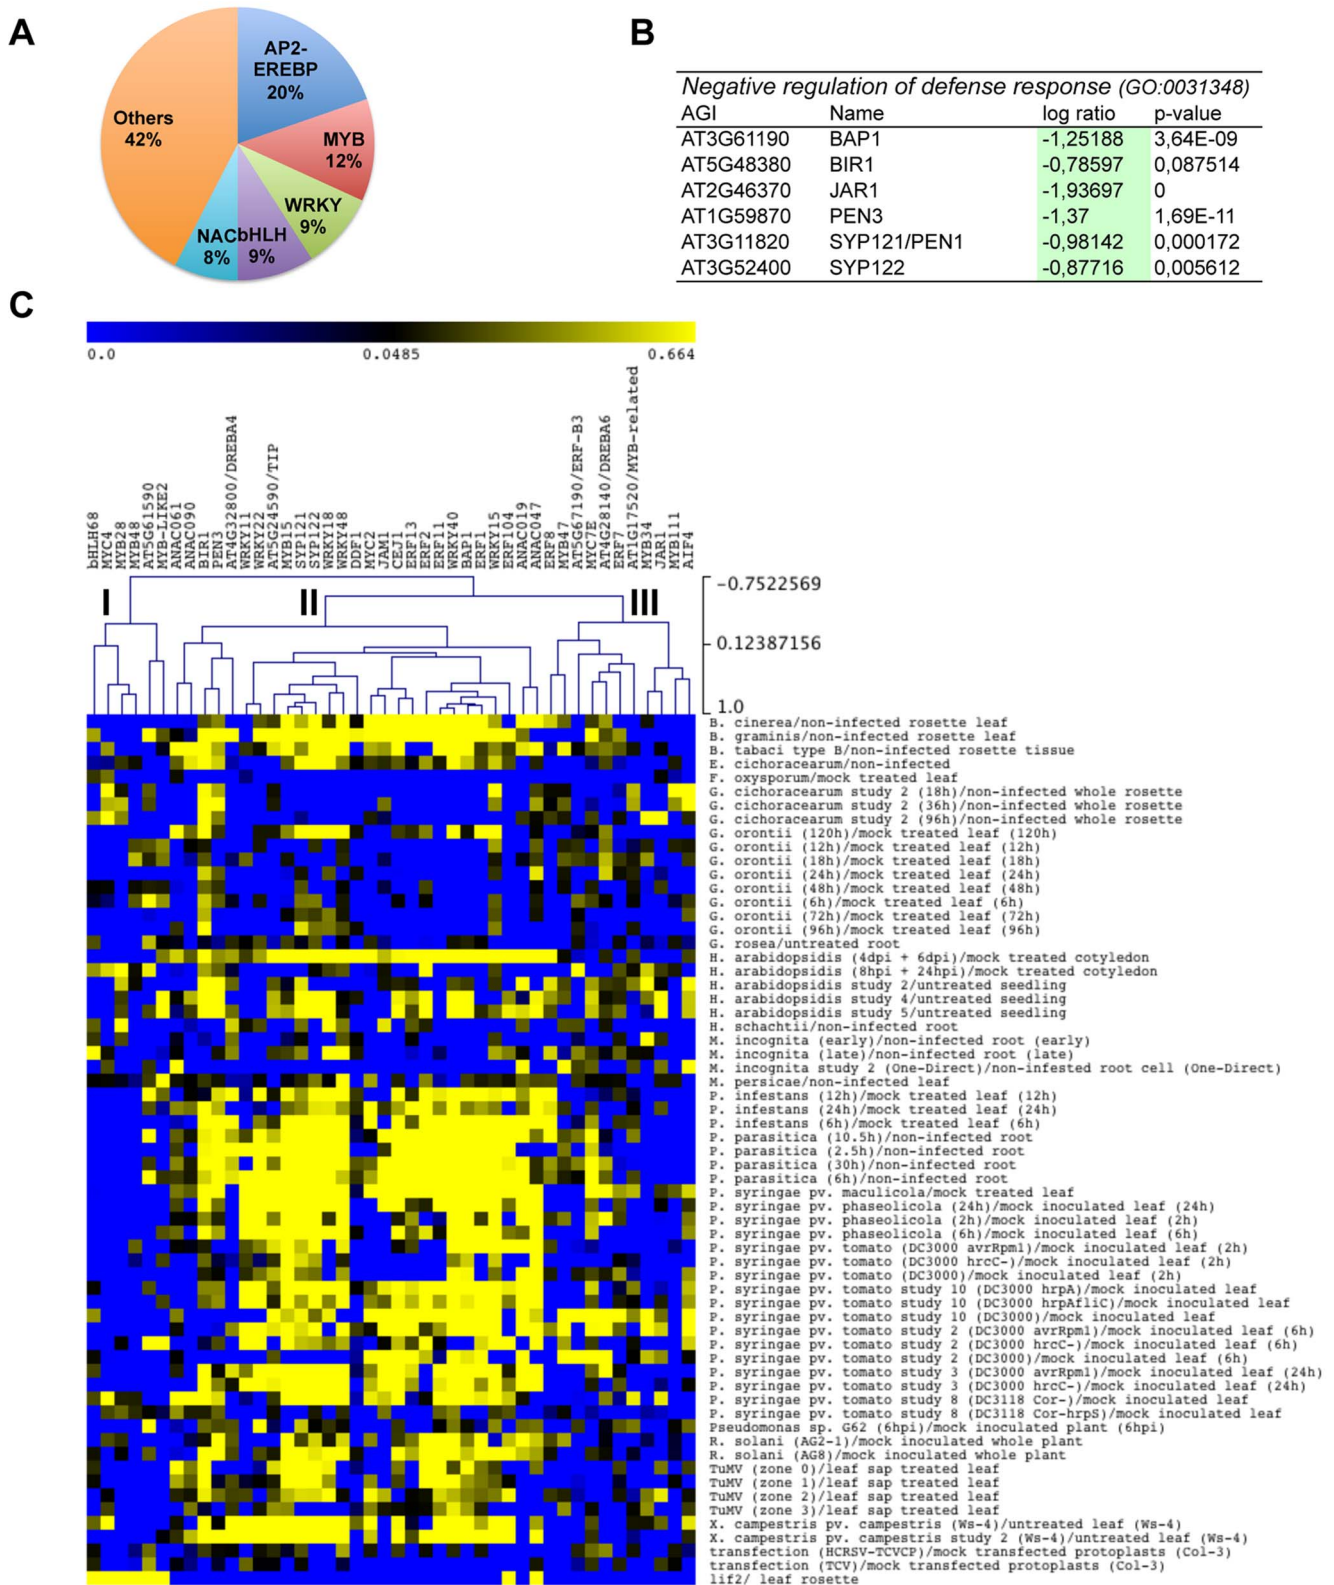 A
AP2-
EREBP
20%
MYB
12%
WRKY
9%
bHLH
9%
NAC
8%
Others
42%
B
Negative regulation of defense response (GO:0031348)
AGI Name log ratio p-value
AT3G61190 BAP1 -1,25188 3,64E-09
AT5G48380 BIR1 -0,78597 0,087514
AT2G46370 JAR1 -1,93697 0
AT1G59870 PEN3 -1,37 1,69E-11
AT3G11820 SYP121/PEN1 -0,98142 0,000172
AT3G52400 SYP122 -0,87716 0,005612
C
0.0 0.0485 0.664
bHLH68
MYC4
MYB28
MYB48
AT5G61590
MYB-LIKE2
ANAC061
ANAC090
BIR1
PEN3
AT4G32800/DREBA4
WRKY11
WRKY22
AT5G24590/TIP
MYB15
SYP121
SYP122
WRKY18
WRKY48
DDF1
MYC2
JAM1
CEJ1
ERF13
ERF2
ERF11
WRKY40
BAP1
ERF1
WRKY15
ERF104
ANAC019
ANAC047
ERF8
MYB47
AT5G67190/ERF-B3
MYC7E
AT4G28140/DREBA6
ERF7
AT1G17520/MYB-related
MYB34
JAR1
MYB111
AIF4
I II III
-0.7522569
0.12387156
1.0
B. cinerea/non-infected rosette leaf
B. graminis/non-infected rosette leaf
B. tabaci type B/non-infected rosette tissue
E. cichoracearum/non-infected
F. oxysporum/mock treated leaf
G. cichoracearum study 2 (18h)/non-infected whole rosette
G. cichoracearum study 2 (36h)/non-infected whole rosette
G. cichoracearum study 2 (96h)/non-infected whole rosette
G. orontii (120h)/mock treated leaf (120h)
G. orontii (12h)/mock treated leaf (12h)
G. orontii (18h)/mock treated leaf (18h)
G. orontii (24h)/mock treated leaf (24h)
G. orontii (48h)/mock treated leaf (48h)
G. orontii (6h)/mock treated leaf (6h)
G. orontii (72h)/mock treated leaf (72h)
G. orontii (96h)/mock treated leaf (96h)
G. rosea/untreated root
H. arabidopsidis (4dpi + 6dpi)/mock treated cotyledon
H. arabidopsidis (8hpi + 24hpi)/mock treated cotyledon
H. arabidopsidis study 2/untreated seedling
H. arabidopsidis study 4/untreated seedling
H. arabidopsidis study 5/untreated seedling
H. schachtii/non-infected root
M. incognita (early)/non-infected root (early)
M. incognita (late)/non-infected root (late)
M. incognita study 2 (One-Direct)/non-infested root cell (One-Direct)
M. persicae/non-infected leaf
P. infestans (12h)/mock treated leaf (12h)
P. infestans (24h)/mock treated leaf (24h)
P. infestans (6h)/mock treated leaf (6h)
P. parasitica (10.5h)/non-infected root
P. parasitica (2.5h)/non-infected root
P. parasitica (30h)/non-infected root
P. parasitica (6h)/non-infected root
P. syringae pv. maculicola/mock treated leaf
P. syringae pv. phaseolicola (24h)/mock inoculated leaf (24h)
P. syringae pv. phaseolicola (2h)/mock inoculated leaf (2h)
P. syringae pv. phaseolicola (6h)/mock inoculated leaf (6h)
P. syringae pv. tomato (DC3000 avrRpm1)/mock inoculated leaf (2h)
P. syringae pv. tomato (DC3000 hrcC-)/mock inoculated leaf (2h)
P. syringae pv. tomato (DC3000)/mock inoculated leaf (2h)
P. syringae pv. tomato study 10 (DC3000 hrpA)/mock inoculated leaf
P. syringae pv. tomato study 10 (DC3000 hrpAfliC)/mock inoculated leaf
P. syringae pv. tomato study 10 (DC3000)/mock inoculated leaf
P. syringae pv. tomato study 2 (DC3000 avrRpm1)/mock inoculated leaf (6h)
P. syringae pv. tomato study 2 (DC3000 hrcC-)/mock inoculated leaf (6h)
P. syringae pv. tomato study 2 (DC3000)/mock inoculated leaf (6h)
P. syringae pv. tomato study 3 (DC3000 avrRpm1)/mock inoculated leaf (24h)
P. syringae pv. tomato study 3 (DC3000 hrcC-)/mock inoculated leaf (24h)
P. syringae pv. tomato study 8 (DC3118 Cor-)/mock inoculated leaf
P. syringae pv. tomato study 8 (DC3118 Cor-hrpS)/mock inoculated leaf
Pseudomonas sp. G62 (6hpi)/mock inoculated plant (6hpi)
R. solani (AG2-1)/mock inoculated whole plant
R. solani (AG8)/mock inoculated whole plant
TuMV (zone 0)/leaf sap treated leaf
TuMV (zone 1)/leaf sap treated leaf
TuMV (zone 2)/leaf sap treated leaf
TuMV (zone 3)/leaf sap treated leaf
X. campestris pv. campestris (Ws-4)/untreated leaf (Ws-4)
X. campestris pv. campestris study 2 (Ws-4)/untreated leaf (Ws-4)
transfection (HCRSV-TCVCP)/mock transfected protoplasts (Col-3)
transfection (TCV)/mock transfected protoplasts (Col-3)
lif2/ leaf rosette